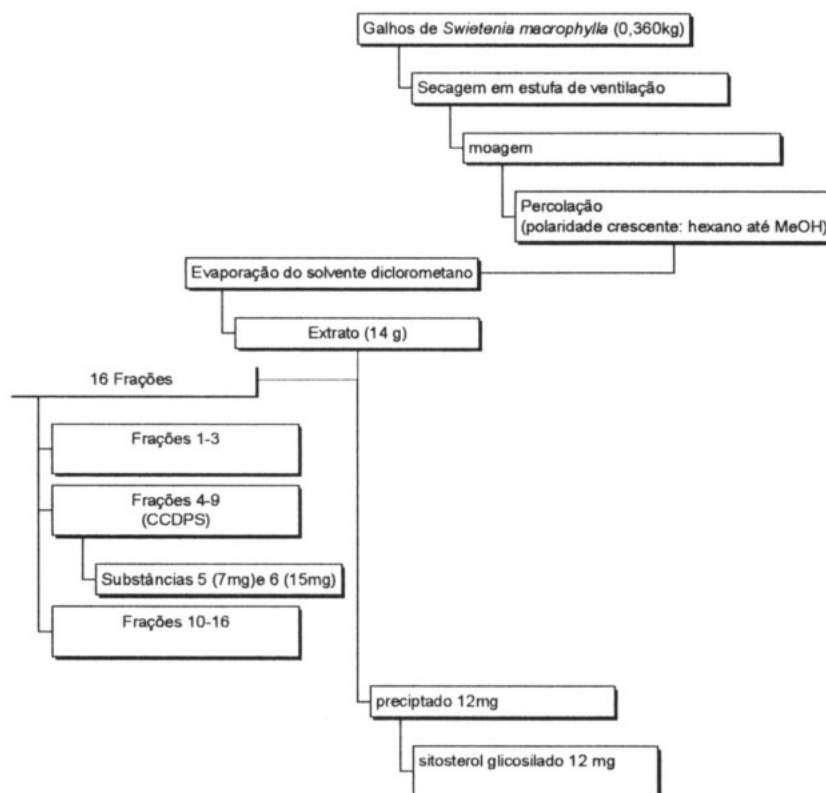 Galhos de Swietenia macrophylla (0,360kg)
Secagem em estufa de ventilação
moagem
Percolação
(polaridade crescente: hexano até MeOH)
Evaporação do solvente diclorometano
Extrato (14 g)
16 Frações
Frações 1-3
Frações 4-9
(CCDPS)
Substâncias 5 (7mg)e 6 (15mg)
Frações 10-16
preciptado 12mg
sitosterol glicosilado 12 mg